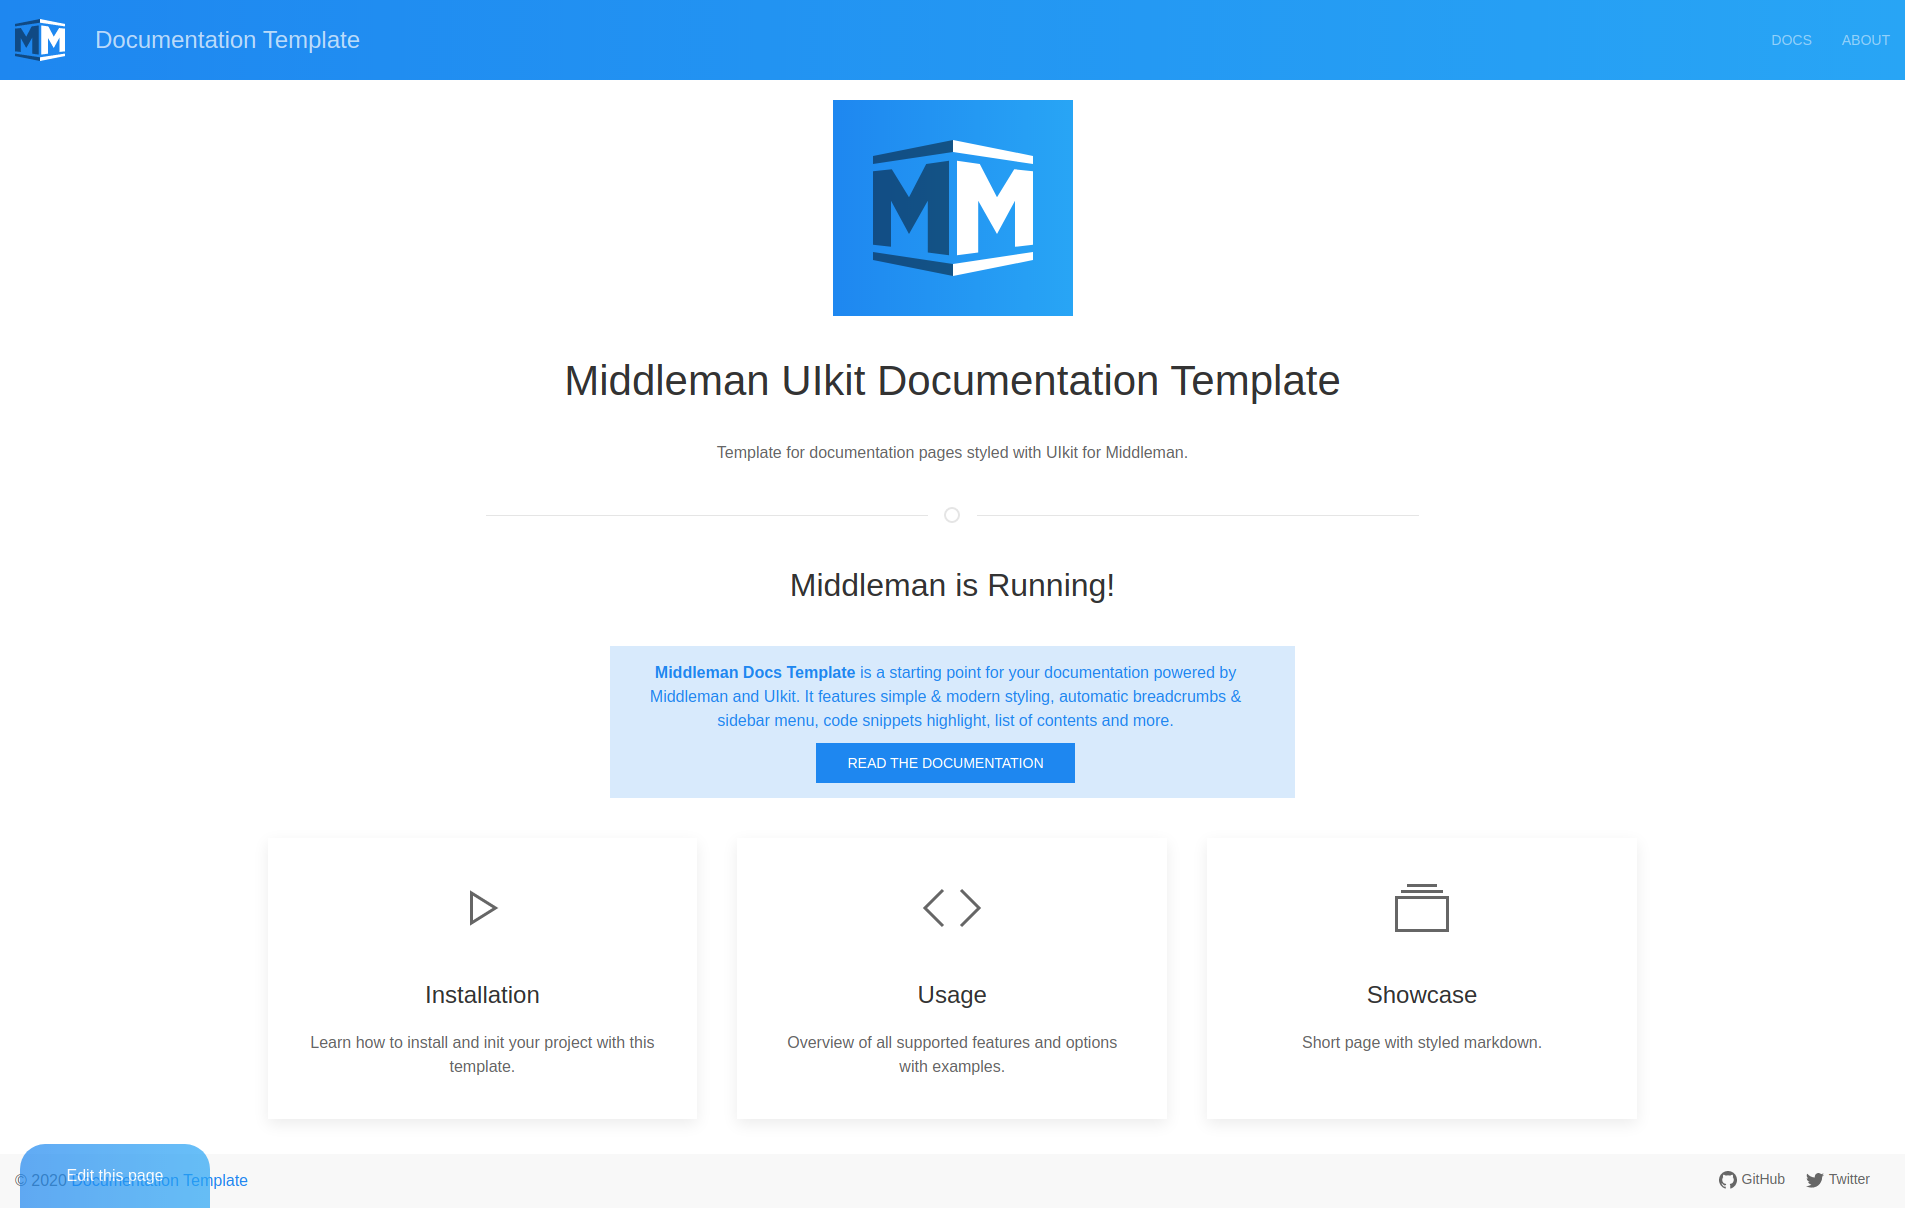 MM Documentation Template DOCS ABOUT
MM
Middleman UIkit Documentation Template
Template for documentation pages styled with UIkit for Middleman.
Middleman is Running!
Middleman Docs Template is a starting point for your documentation powered by
Middleman and UIkit. It features simple & modern styling, automatic breadcrumbs &
sidebar menu, code snippets highlight, list of contents and more.
READ THE DOCUMENTATION
Installation
Learn how to install and init your project with this
template.
Usage
Overview of all supported features and options
with examples.
Showcase
Short page with styled markdown.
Edit this page
© 2020 Documentation Template
GitHub Twitter